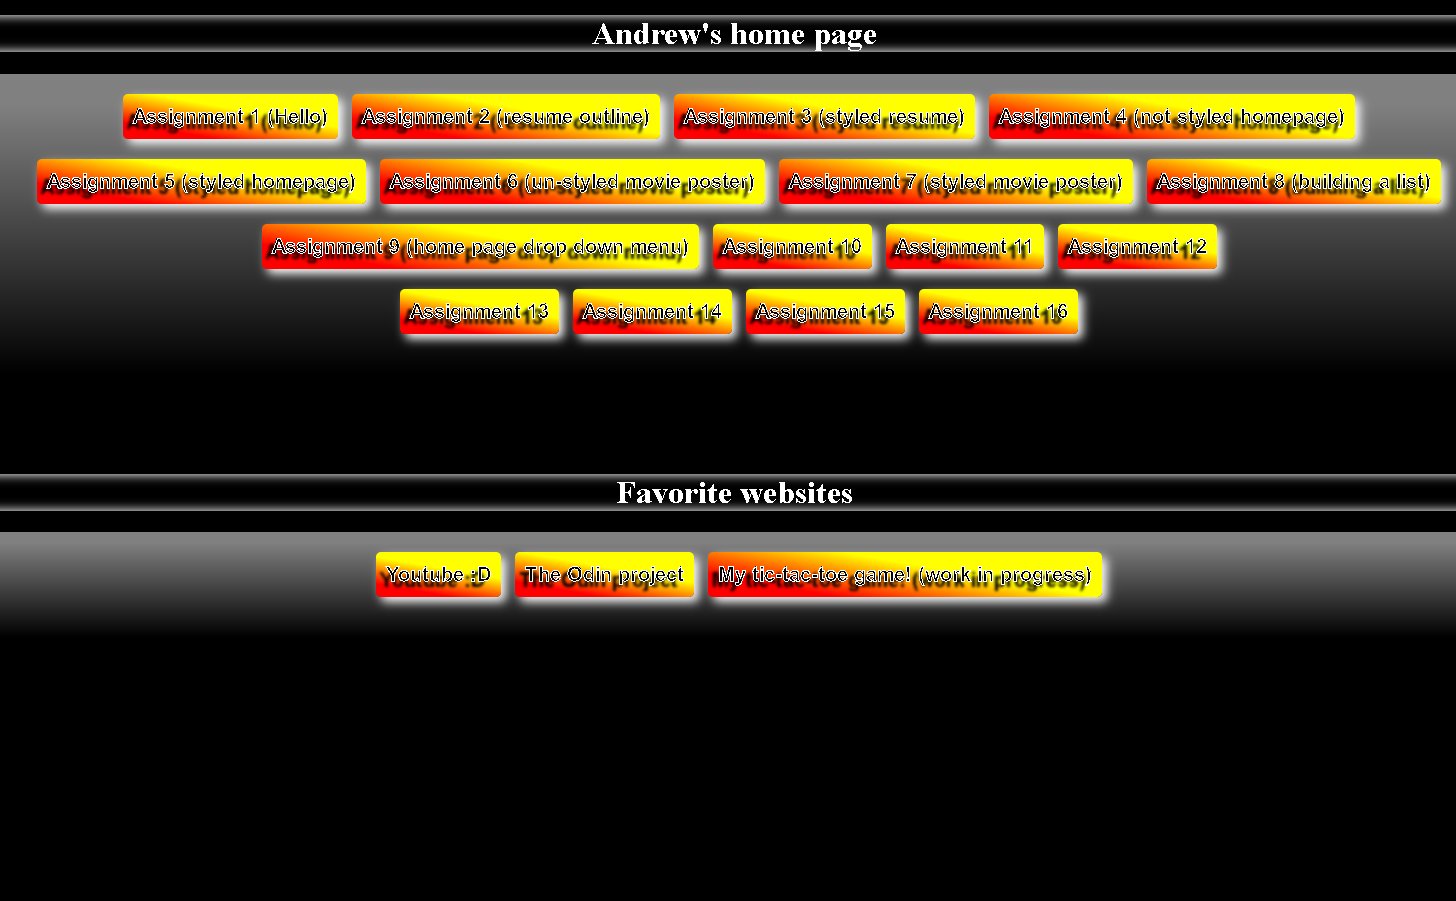 Andrew's home page
Assignment 1 (Hello) Assignment 2 (resume outline) Assignment 3 (styled resume) Assignment 4 (not styled homepage)
Assignment 5 (styled homepage) Assignment 6 (un-styled movie poster) Assignment 7 (styled movie poster) Assignment 8 (building a list)
Assignment 9 (home page drop down menu) Assignment 10 Assignment 11 Assignment 12
Assignment 13 Assignment 14 Assignment 15 Assignment 16
Favorite websites
Youtube :D The Odin project My tic-tac-toe game! (work in progress)